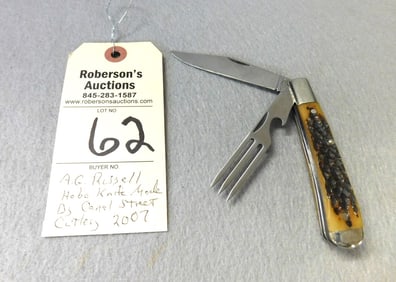 Roberson's
Auctions
845-283-1587
www.robersonsauctions.com
LOT NO
62
BUYER NO
A.G. Russell
Hobo Knife Made
By Canal Street
Cutlery 2007